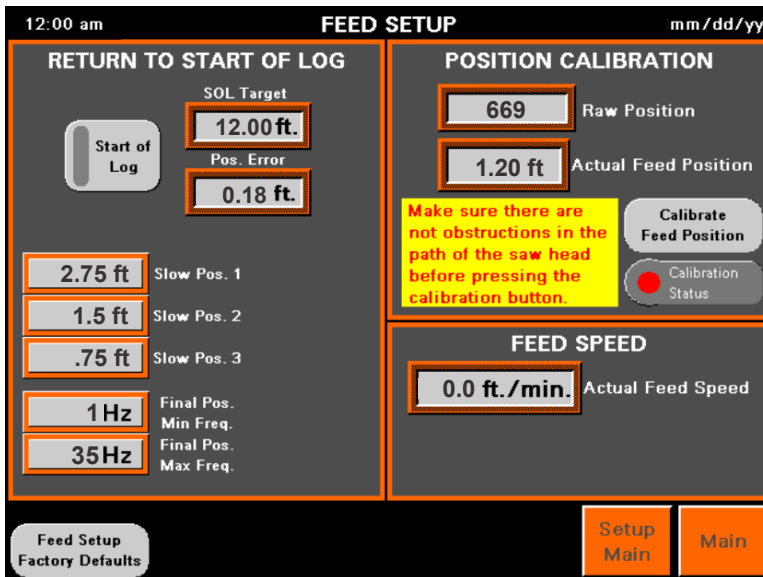 12:00 am
FEED SETUP
mm/dd/yy
RETURN TO START OF LOG
SOL Target
12.00 ft.
Start of
Log
Pos. Error
0.18 ft.
2.75 ft Slow Pos. 1
1.5 ft Slow Pos. 2
.75 ft Slow Pos. 3
1 Hz
Final Pos.
Min Freq.
35 Hz
Final Pos.
Max Freq.
POSITION CALIBRATION
669 Raw Position
1.20 ft Actual Feed Position
Make sure there are
not obstructions in the
path of the saw head
before pressing the
calibration button.
Calibrate
Feed Position
Calibration
Status
FEED SPEED
0.0 ft./min. Actual Feed Speed
Feed Setup
Factory Defaults
Setup
Main
Main